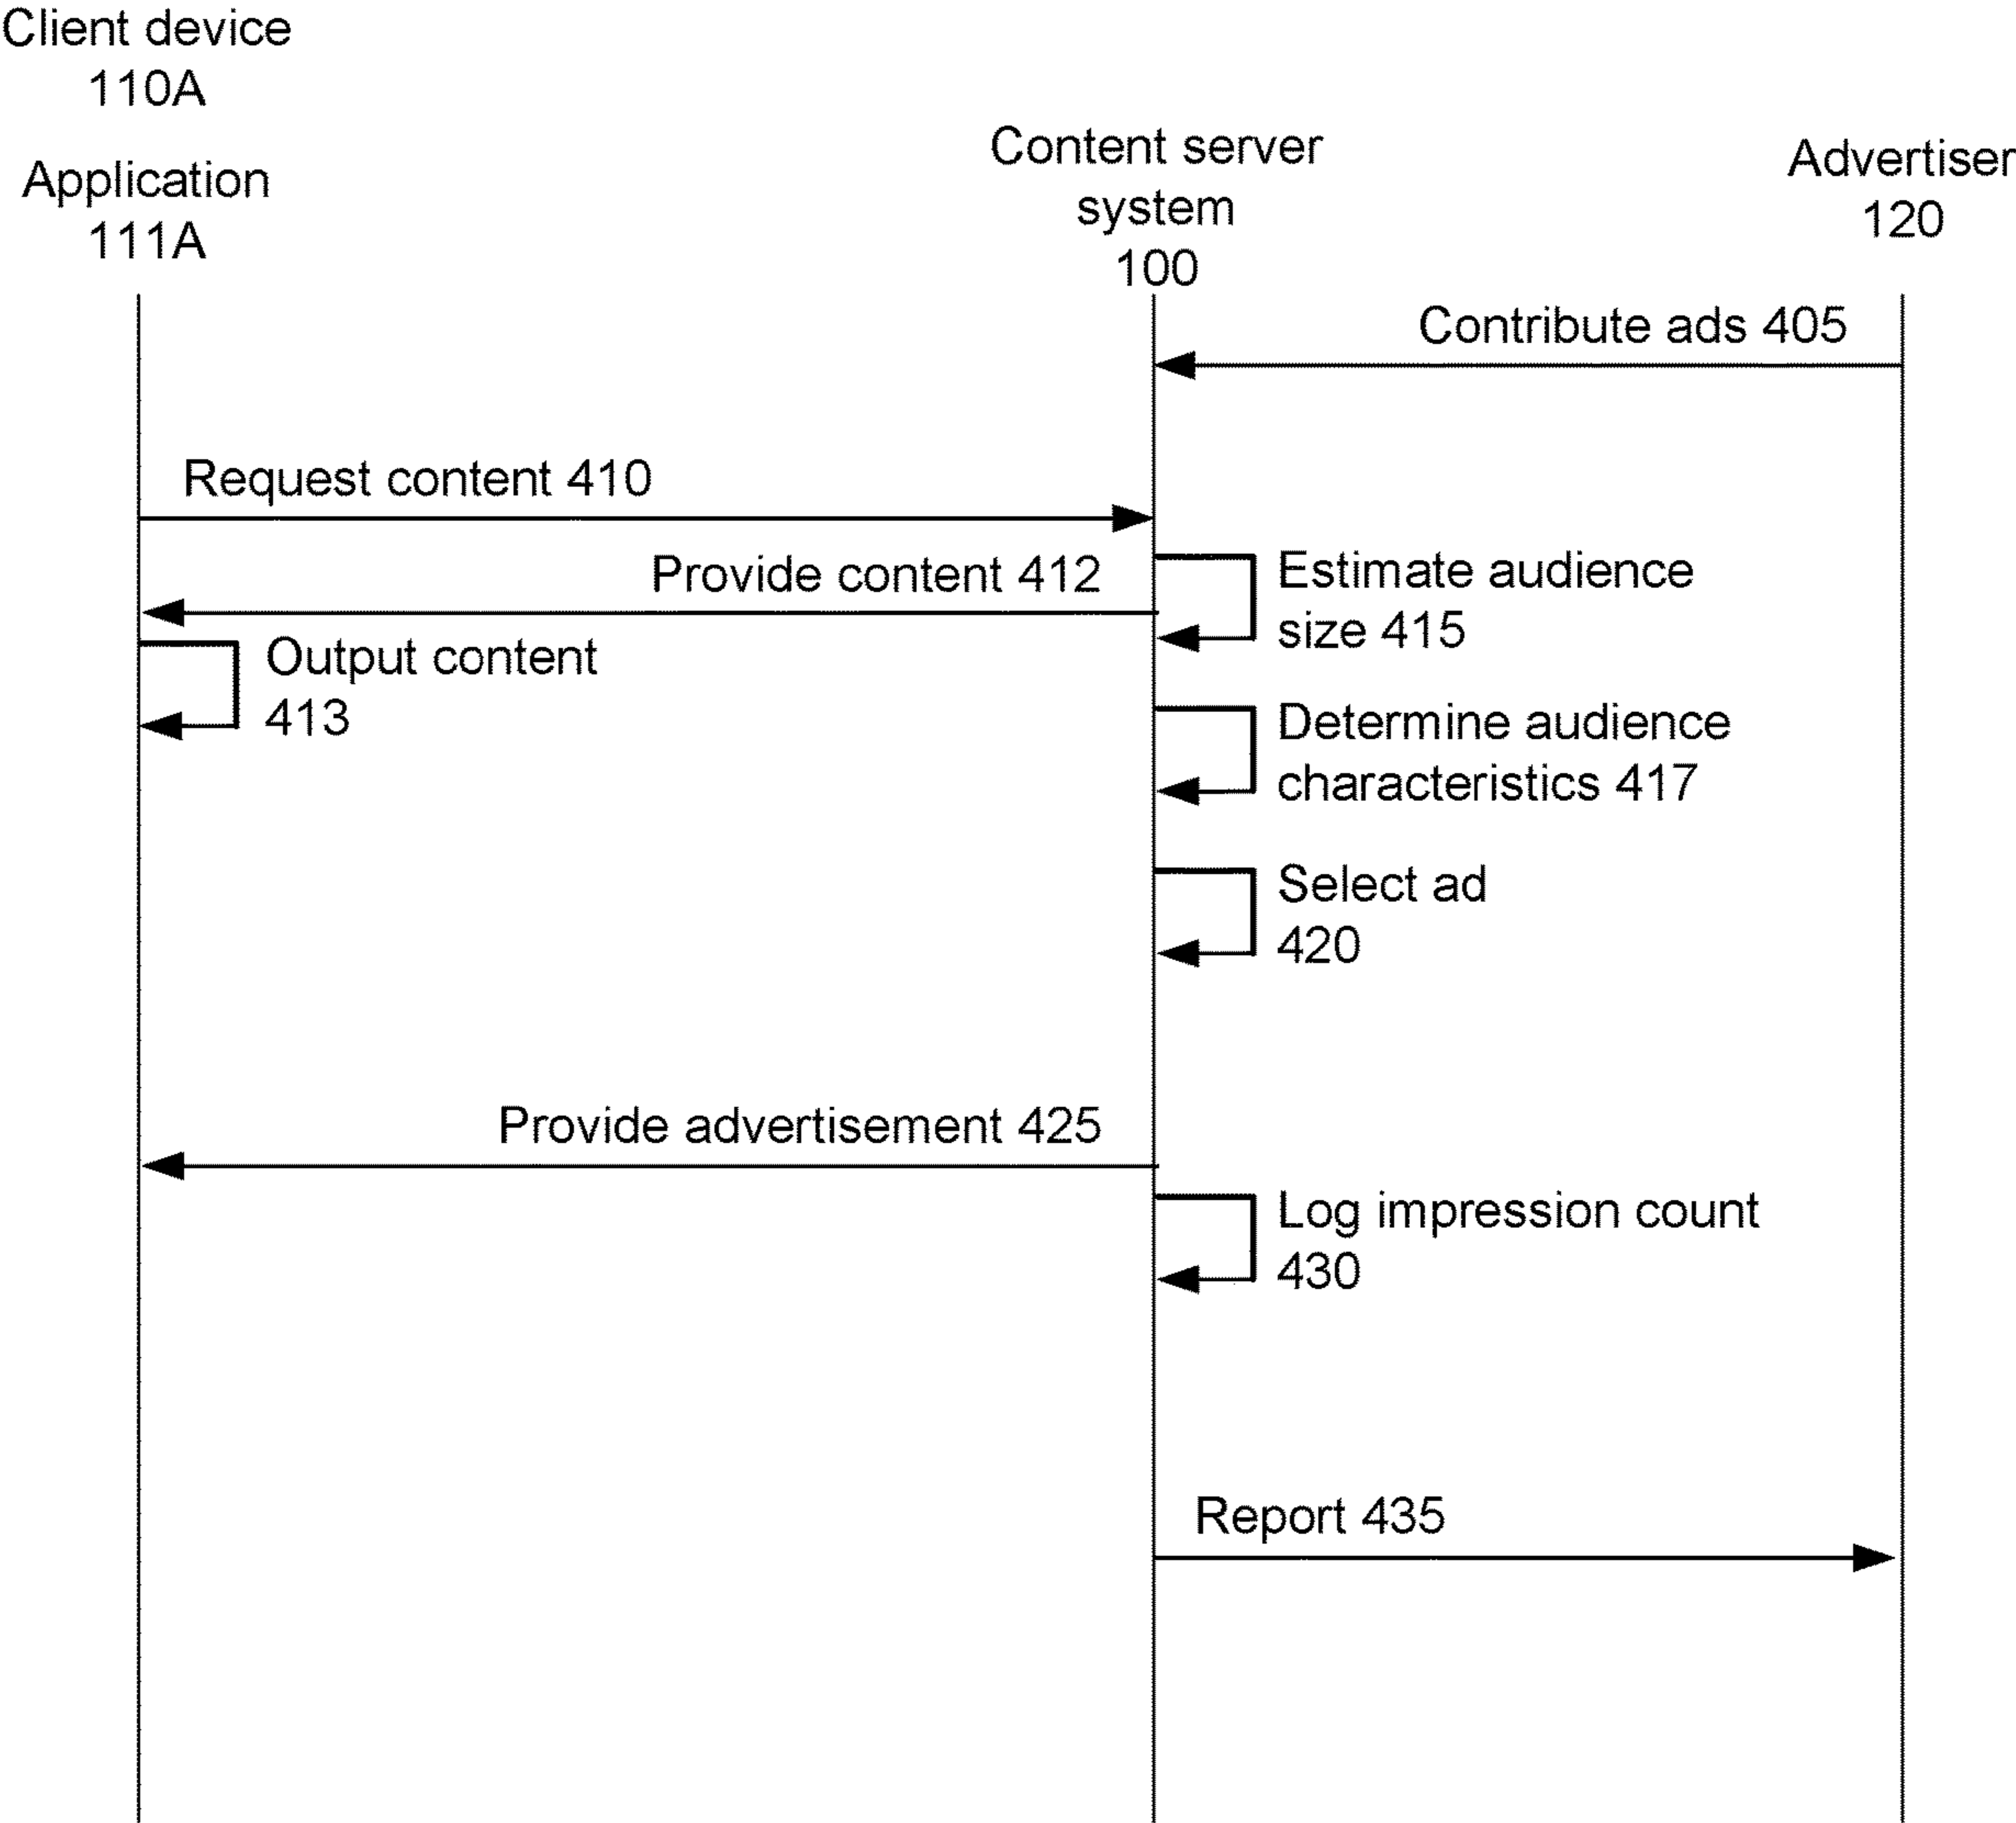 Client device
110A
Application
111A
Content server
system
100
Advertiser
120
Contribute ads 405
Request content 410
Provide content 412
Estimate audience
size 415
Output content
413
Determine audience
characteristics 417
Select ad
420
Provide advertisement 425
Log impression count
430
Report 435